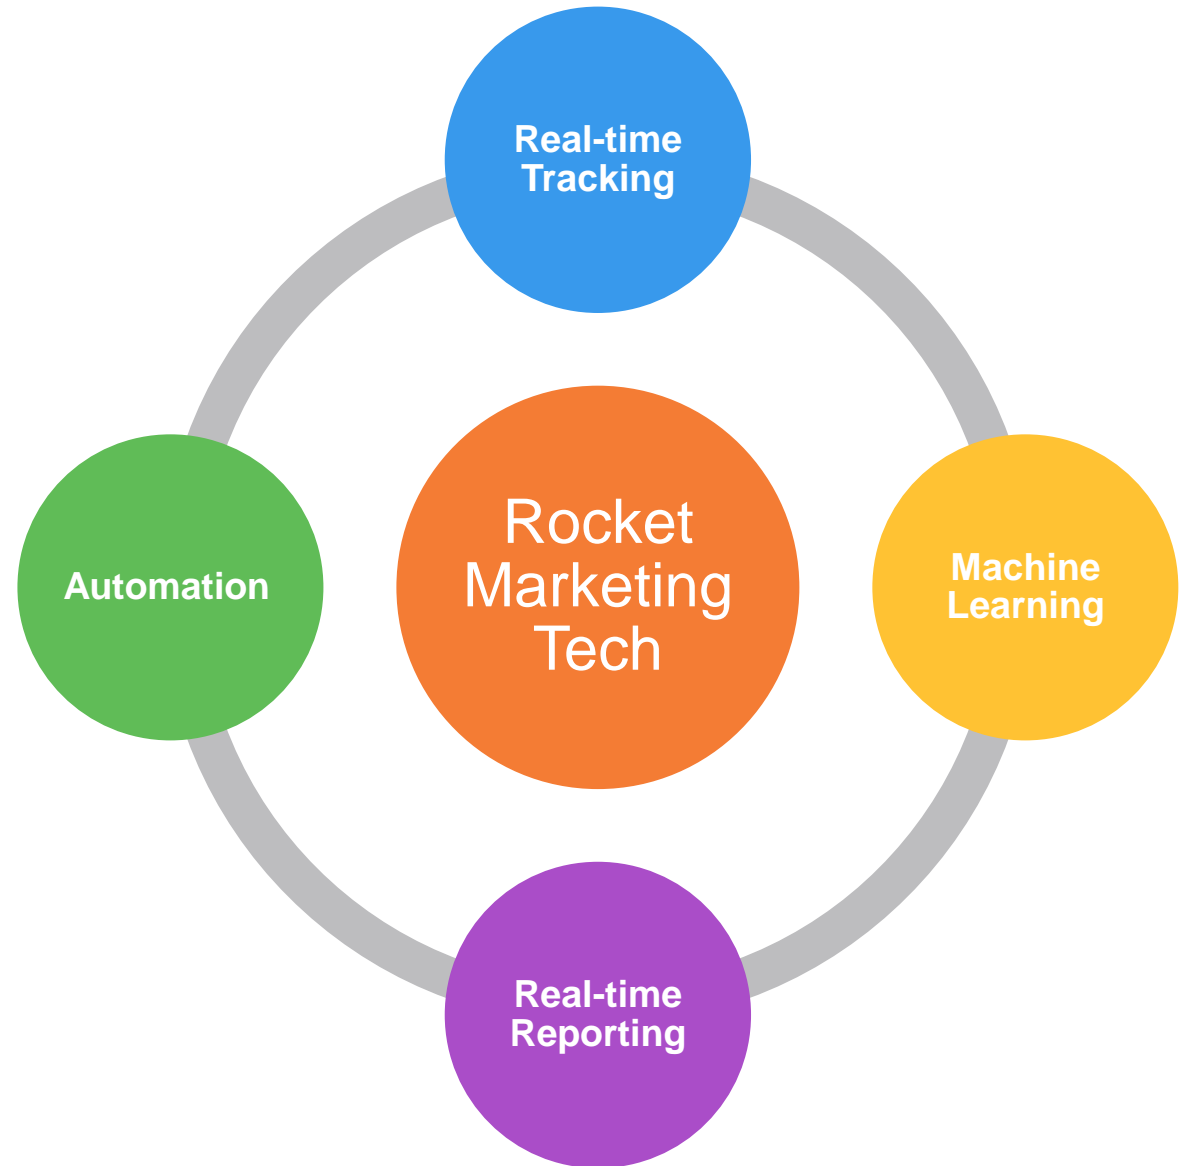 Real-time
Tracking
Automation
Rocket
Marketing
Tech
Machine
Learning
Real-time
Reporting